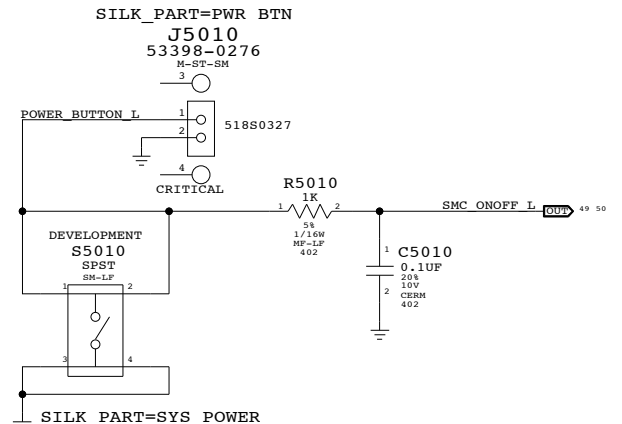 SILK_PART=PWR BTN
J5010
53398-0276
M-ST-SM
3
POWER_BUTTON_L
1
2
518S0327
4
CRITICAL
R5010
1K
1
2
5%
1/16W
MF-LF
402
SMC_ONOFF_L
OUT
49 50
DEVELOPMENT
S5010
SPST
SM-LF
1
2
3
4
1
C5010
0.1UF
20%
10V
CERM
402
2
SILK PART=SYS POWER